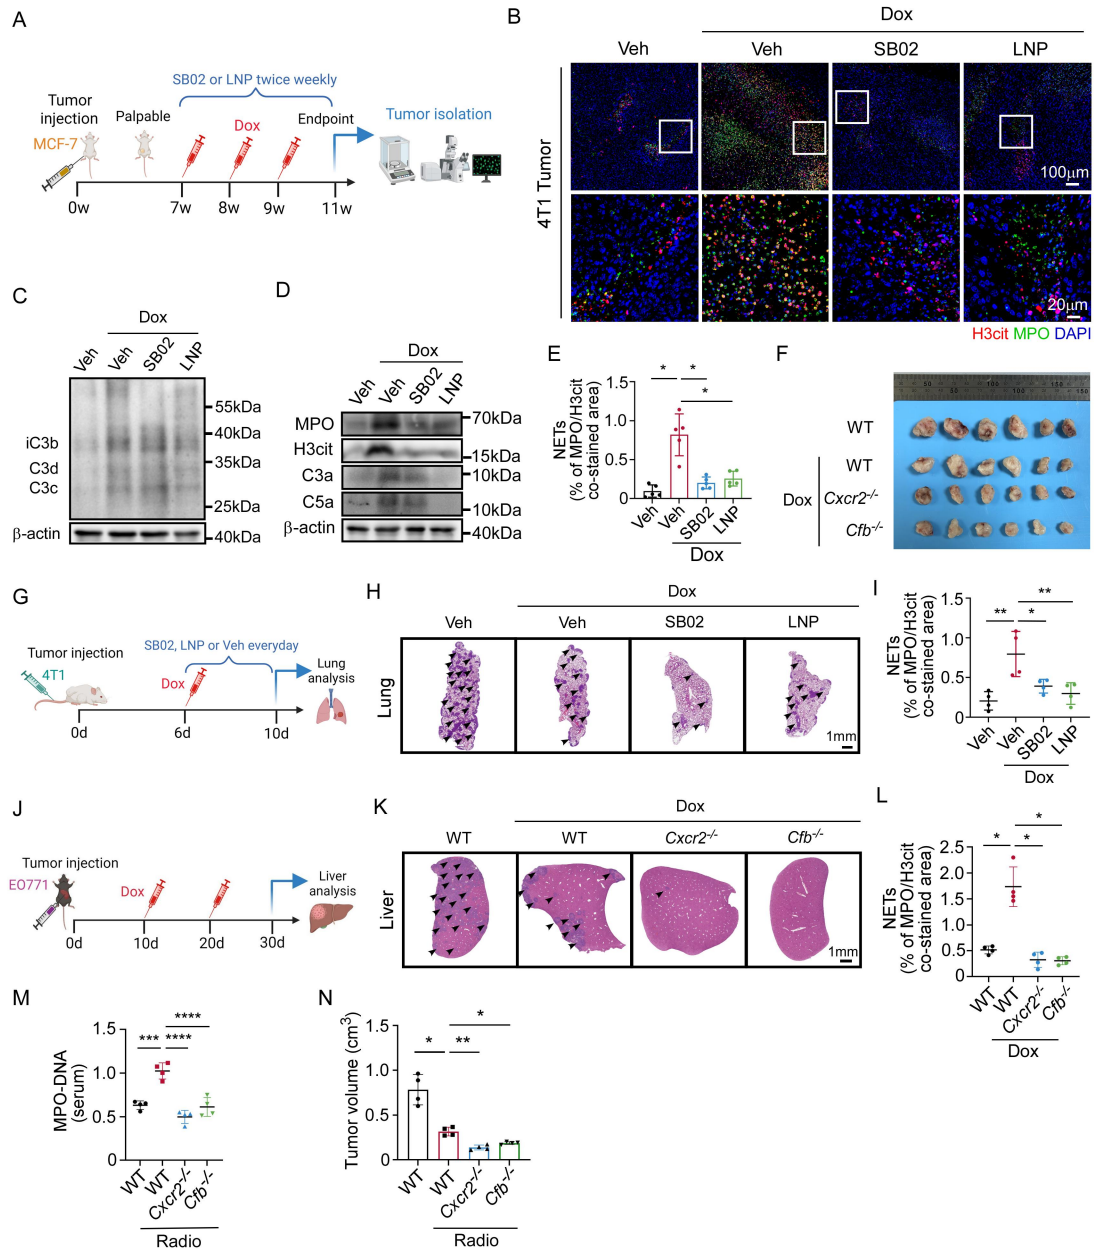 A
SB02 or LNP twice weekly
Tumor
injection
Palpable
Endpoint
Tumor isolation
MCF-7
Dox
0w
7w
8w
9w
11w
B
Dox
Veh
Veh
SB02
LNP
4T1 Tumor
100µm
20µm
H3cit MPO DAPI
C
Dox
Veh
Veh
SB02
LNP
55kDa
40kDa
iC3b
35kDa
C3d
C3c
25kDa
β-actin
40kDa
D
Dox
Veh
Veh
SB02
LNP
MPO
70kDa
H3cit
15kDa
C3a
10kDa
C5a
10kDa
β-actin
40kDa
E
NETs
(% of MPO/H3cit
co-stained area)
1.5
1.0
0.5
0
* *
*
Veh
Veh
SB02
LNP
Dox
F
50
100
150
WT
WT
Dox
Cxcr2-/-
Cfb-/-
G
SB02, LNP or Veh everyday
Tumor injection
4T1
Dox
Lung
analysis
0d
6d
10d
H
Dox
Veh
Veh
SB02
LNP
Lung
1mm
I
NETs
(% of MPO/H3cit
co-stained area)
1.5
1.0
0.5
0
**
** *
Veh
Veh
SB02
LNP
Dox
J
Tumor injection
EO771
Dox
Liver
analysis
0d
10d
20d
30d
K
Dox
WT
WT
Cxcr2-/-
Cfb-/-
Liver
1mm
L
NETs
(% of MPO/H3cit
co-stained area)
2.5
2.0
1.5
1.0
0.5
0
*
* *
WT
WT
Cxcr2-/-
Cfb-/-
Dox
M
MPO-DNA
(serum)
1.5
1.0
0.5
0
****
*** ****
WT
WT
Cxcr2-/-
Cfb-/-
Radio
N
Tumor volume (cm3)
1.5
1.0
0.5
0
*
* **
WT
WT
Cxcr2-/-
Cfb-/-
Radio